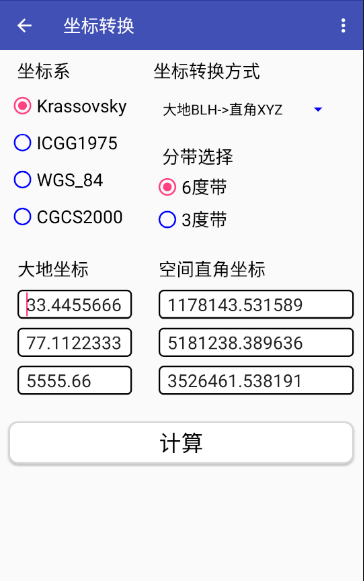 坐标转换
坐标系
坐标转换方式
Krassovsky
大地BLH->直角XYZ
ICGG1975
分带选择
WGS_84
6度带
CGCS2000
3度带
大地坐标
空间直角坐标
33.4455666
1178143.531589
77.1122333
5181238.389636
5555.66
3526461.538191
计算